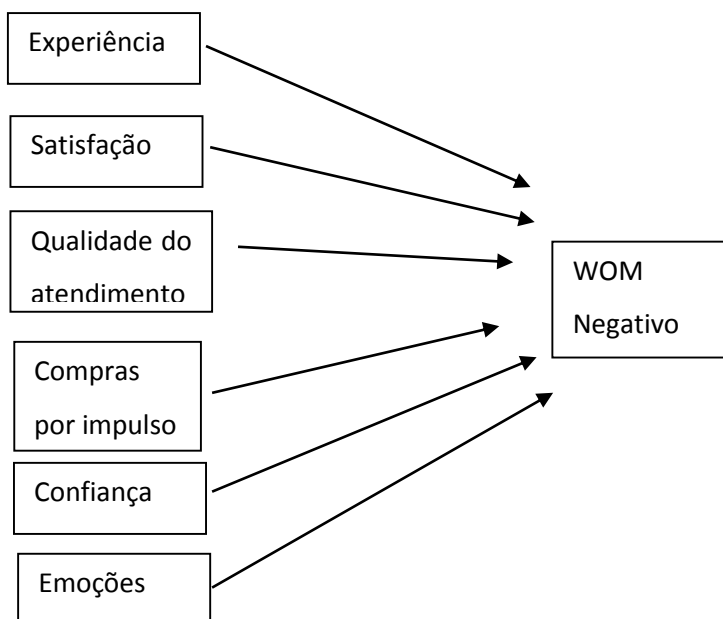 Experiência
Satisfação
Qualidade do
atendimento
Compras
por impulso
Confiança
Emoções
WOM
Negativo